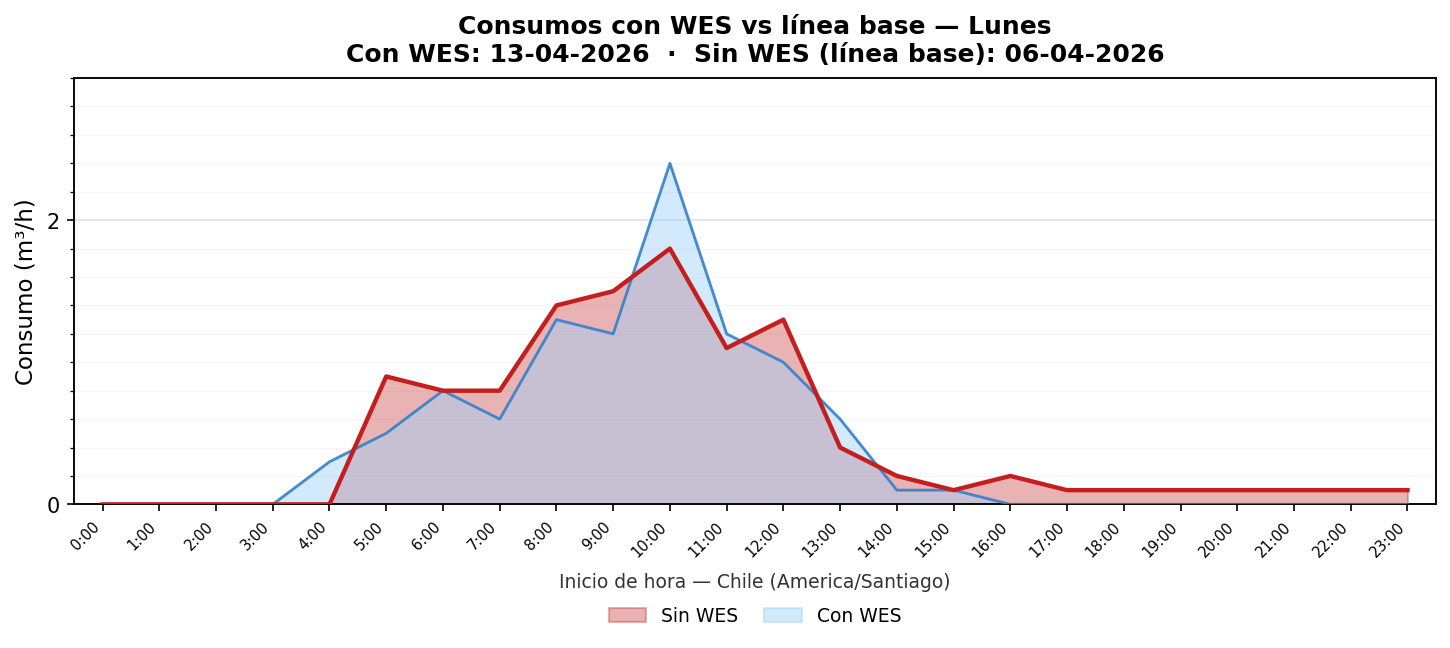 Consumos con WES vs línea base — Lunes
Con WES: 13-04-2026 · Sin WES (línea base): 06-04-2026
Consumo (m³/h)
2
0
0:00 1:00 2:00 3:00 4:00 5:00 6:00 7:00 8:00 9:00 10:00 11:00 12:00 13:00 14:00 15:00 16:00 17:00 18:00 19:00 20:00 21:00 22:00 23:00
Inicio de hora — Chile (America/Santiago)
Sin WES Con WES